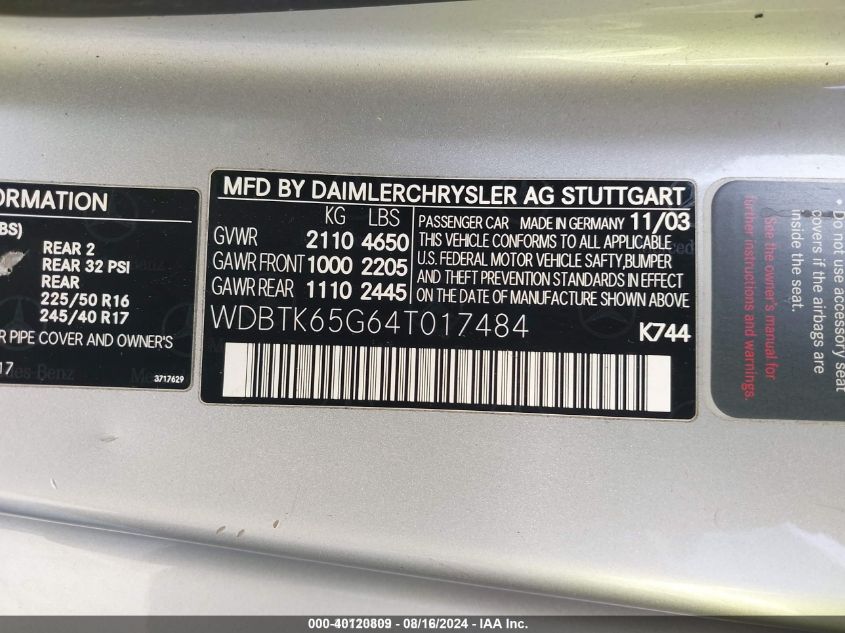 ORMATION
BS)
REAR 2
REAR 32 PSI
REAR
225/50 R16
245/40 R17
R PIPE COVER AND OWNER'S
17
3717629
MFD BY DAIMLERCHRYSLER AG STUTTGART
KG LBS
GVWR 2110 4650
GAWR FRONT 1000 2205
GAWR REAR 1110 2445
PASSENGER CAR MADE IN GERMANY 11/03
THIS VEHICLE CONFORMS TO ALL APPLICABLE
U.S. FEDERAL MOTOR VEHICLE SAFTY,BUMPER
AND THEFT PREVENTION STANDARDS IN EFFECT
ON THE DATE OF MANUFACTURE SHOWN ABOVE
WDBTK65G64T017484
K744
• Do not use accessory seat
covers if the airbags are
inside the seat.
See the owner's manual for
further instructions and warnings.
000-40120809 - 08/16/2024 - IAA Inc.